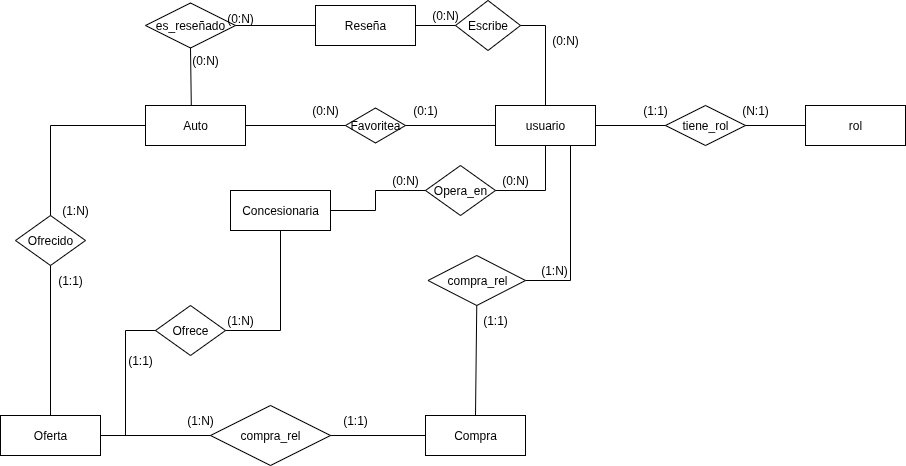 es_reseñado
(0:N)
Reseña
(0:N)
Escribe
(0:N)
(0:N)
Auto
(0:N)
Favoritea
(0:1)
usuario
(1:1)
tiene_rol
(N:1)
rol
(0:N)
Opera_en
(0:N)
Concesionaria
(1:N)
Ofrecido
(1:1)
compra_rel
(1:N)
(1:1)
Ofrece
(1:N)
(1:1)
Oferta
(1:N)
compra_rel
(1:1)
Compra